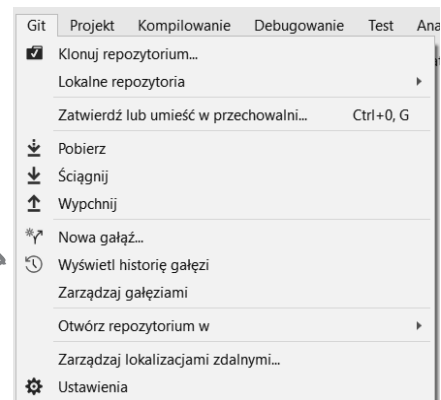 Git Projekt Kompilowanie Debugowanie Test Ana
Klonuj repozytorium...
Lokalne repozytoria
Zatwierdź lub umieść w przechowalni... Ctrl+0, G
Pobierz
Ściągnij
Wypchnij
Nowa gałąź...
Wyświetl historię gałęzi
Zarządzaj gałęziami
Otwórz repozytorium w
Zarządzaj lokalizacjami zdalnymi...
Ustawienia